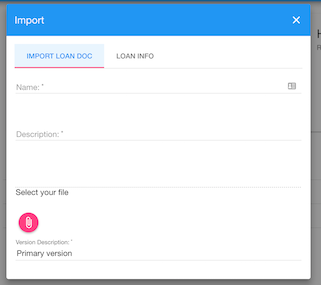 Import
IMPORT LOAN DOC LOAN INFO
Name: *
Description: *
Select your file
Version Description: *
Primary version